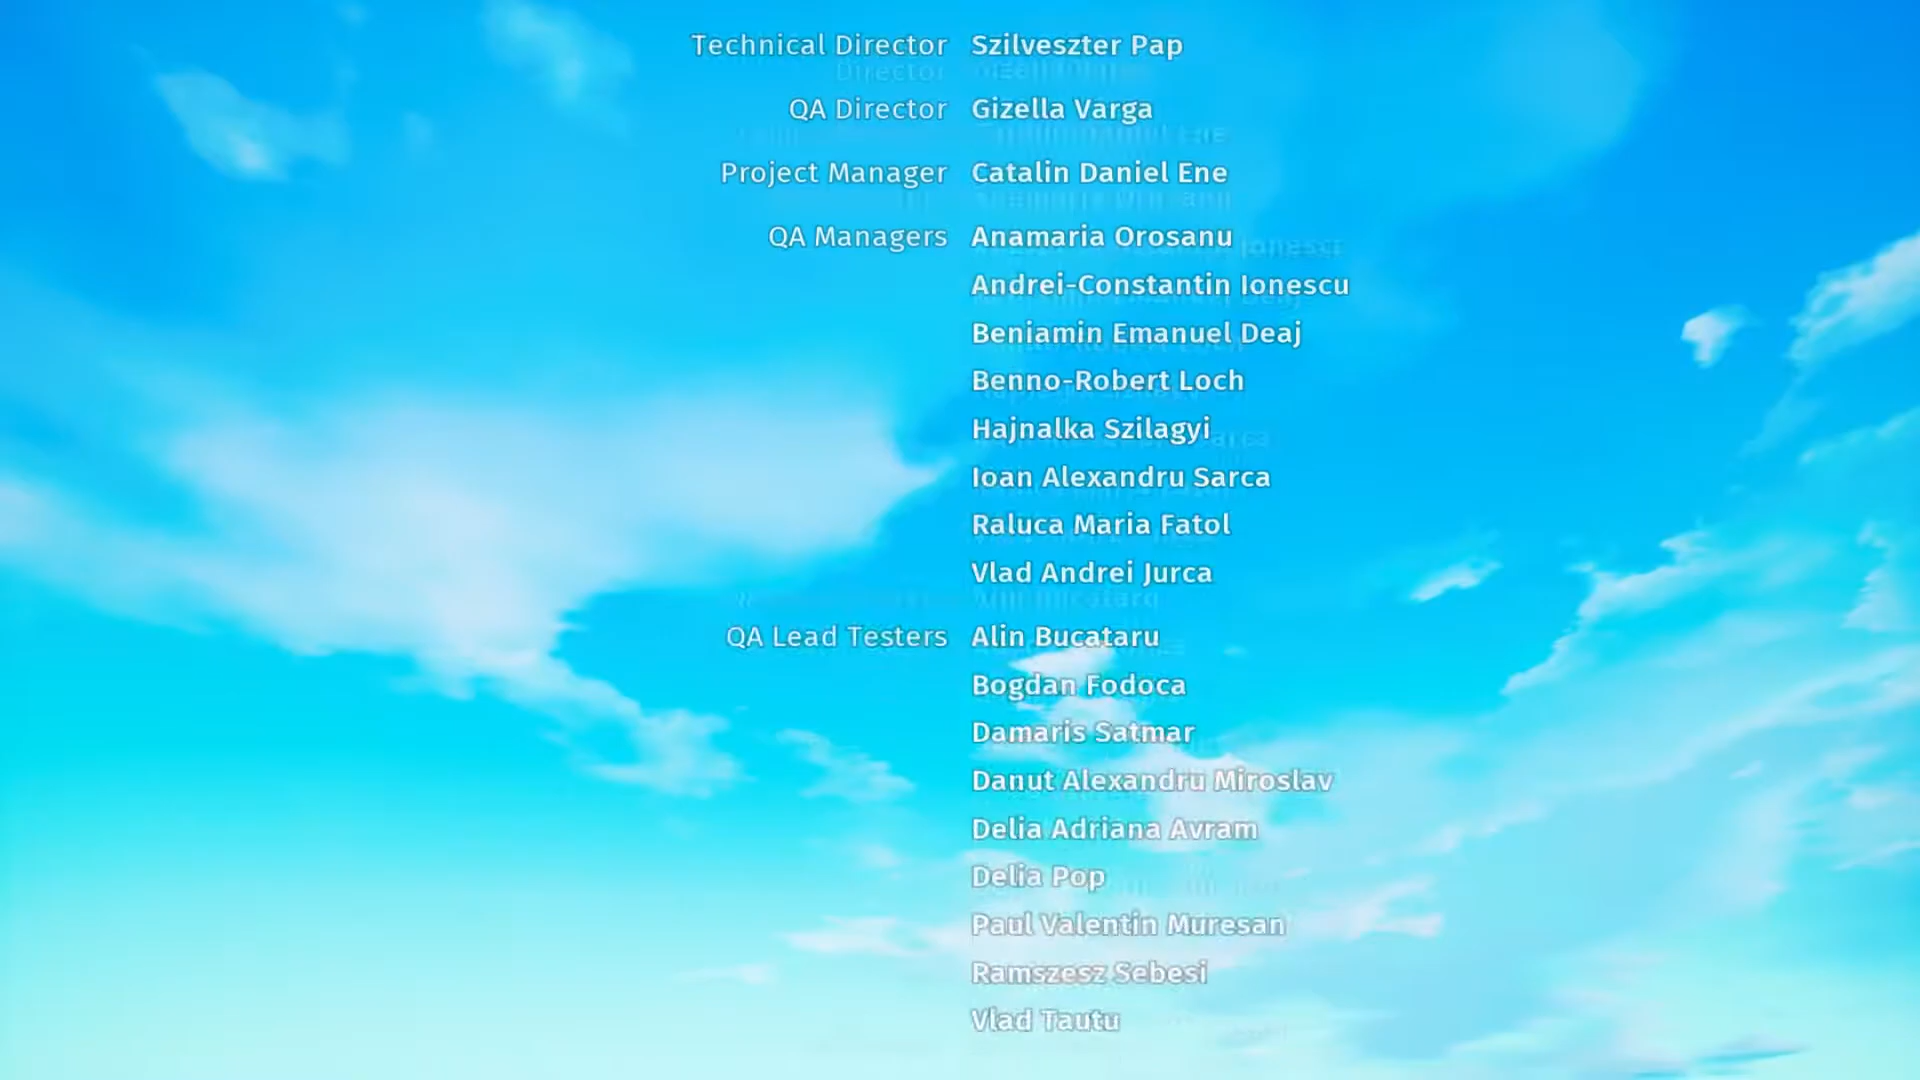 Technical Director Szilveszter Pap
QA Director Gizella Varga
Project Manager Catalin Daniel Ene
QA Managers Anamaria Orosanu
Andrei-Constantin Ionescu
Beniamin Emanuel Deaj
Benno-Robert Loch
Hajnalka Szilagyi
Ioan Alexandru Sarca
Raluca Maria Fatol
Vlad Andrei Jurca
QA Lead Testers Alin Bucataru
Bogdan Fodoca
Damaris Satmar
Danut Alexandru Miroslav
Delia Adriana Avram
Delia Pop
Paul Valentin Muresan
Ramszesz Sebesi
Vlad Tautu